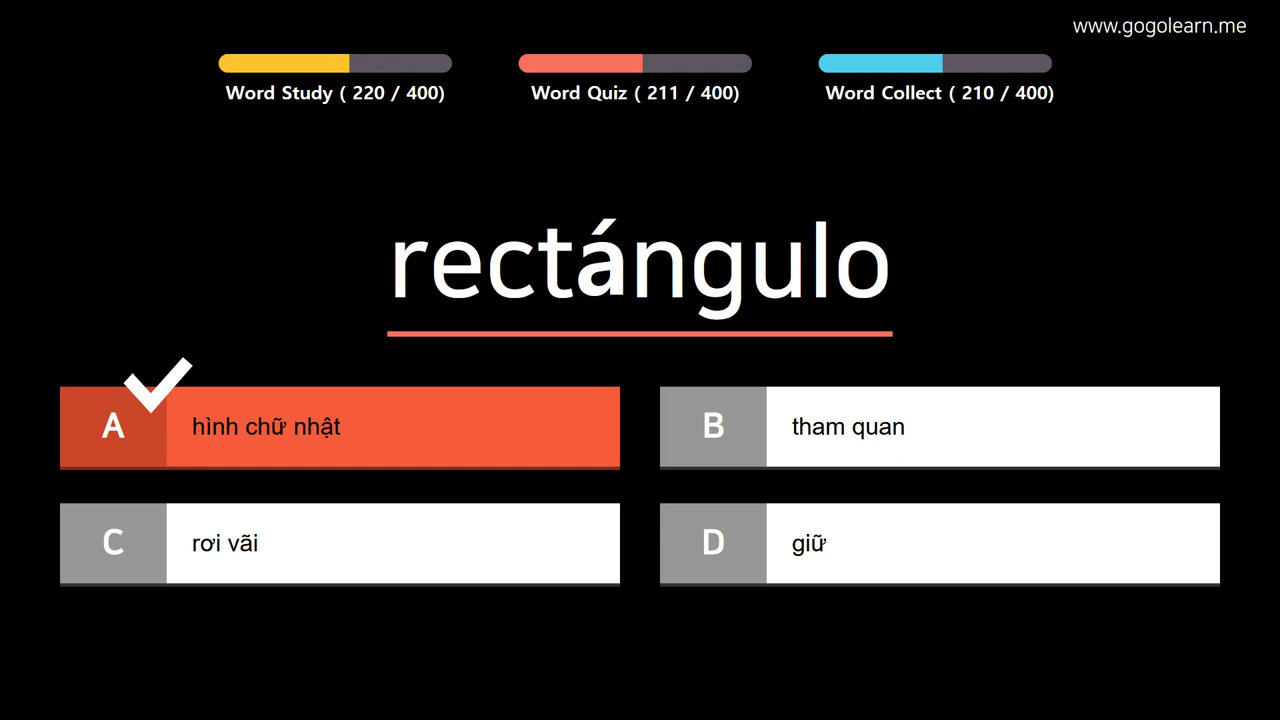 www.gogolearn.me
Word Study ( 220 / 400)
Word Quiz ( 211 / 400)
Word Collect ( 210 / 400)
rectángulo
A hình chữ nhật
B tham quan
C rơi vãi
D giữ